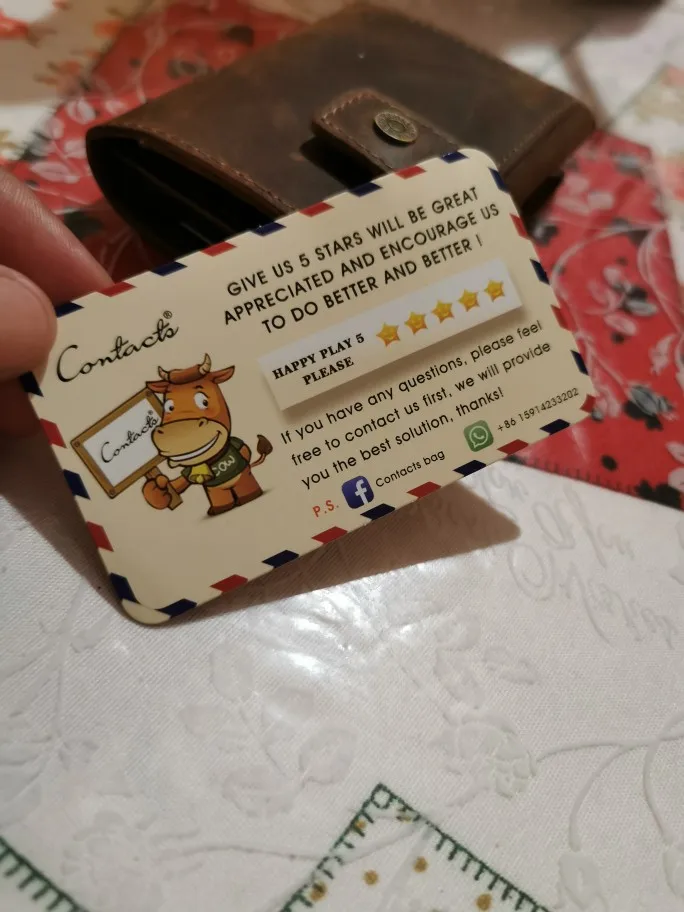 Contacts®
GIVE US 5 STARS WILL BE GREAT
APPRECIATED AND ENCOURAGE US
TO DO BETTER AND BETTER !
HAPPY PLAY 5
PLEASE
Contacts®
COW
If you have any questions, please feel
free to contact us first, we will provide
you the best solution, thanks!
P.S. f Contacts bag +86 15914233202